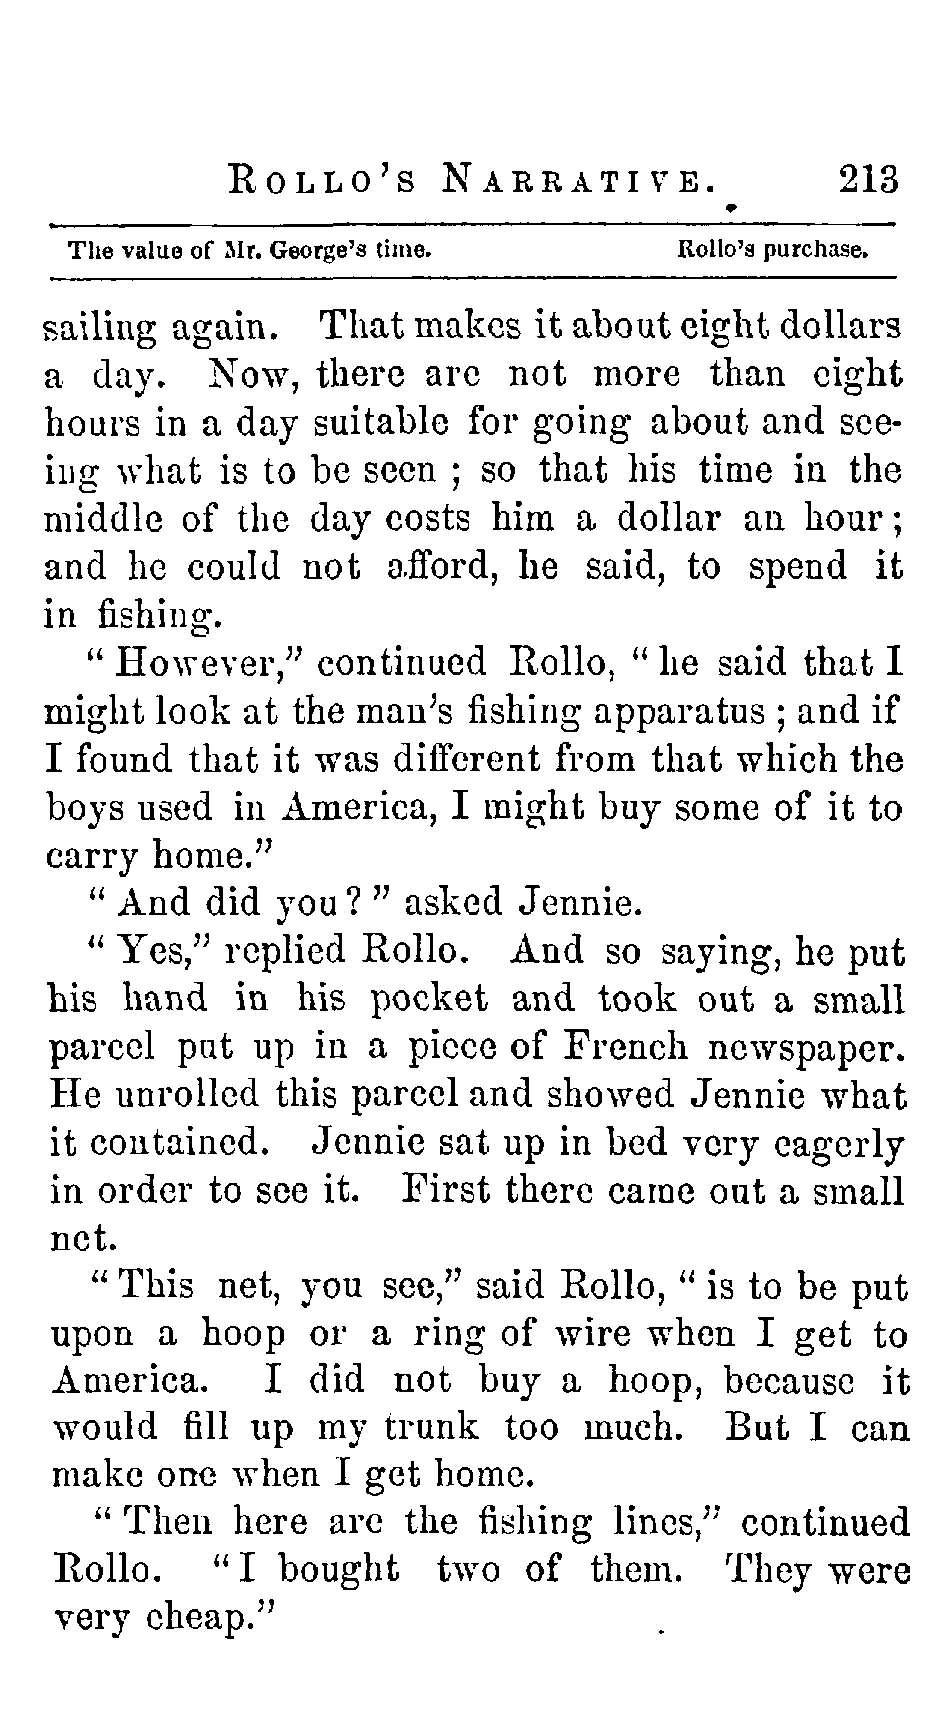 ROLLO'S NARRATIVE. 213
The value of Mr. George's time. Rollo's purchase.
sailing again. That makes it about eight dollars
a day. Now, there are not more than eight
hours in a day suitable for going about and see-
ing what is to be seen ; so that his time in the
middle of the day costs him a dollar an hour ;
and he could not afford, he said, to spend it
in fishing.
“ However,” continued Rollo, “ he said that I
might look at the man's fishing apparatus ; and if
I found that it was different from that which the
boys used in America, I might buy some of it to
carry home.”
“ And did you ? ” asked Jennie.
“ Yes,” replied Rollo. And so saying, he put
his hand in his pocket and took out a small
parcel put up in a piece of French newspaper.
He unrolled this parcel and showed Jennie what
it contained. Jennie sat up in bed very eagerly
in order to see it. First there came out a small
net.
“ This net, you see,” said Rollo, “ is to be put
upon a hoop or a ring of wire when I get to
America. I did not buy a hoop, because it
would fill up my trunk too much. But I can
make one when I get home.
“ Then here are the fishing lines,” continued
Rollo. “ I bought two of them. They were
very cheap.”